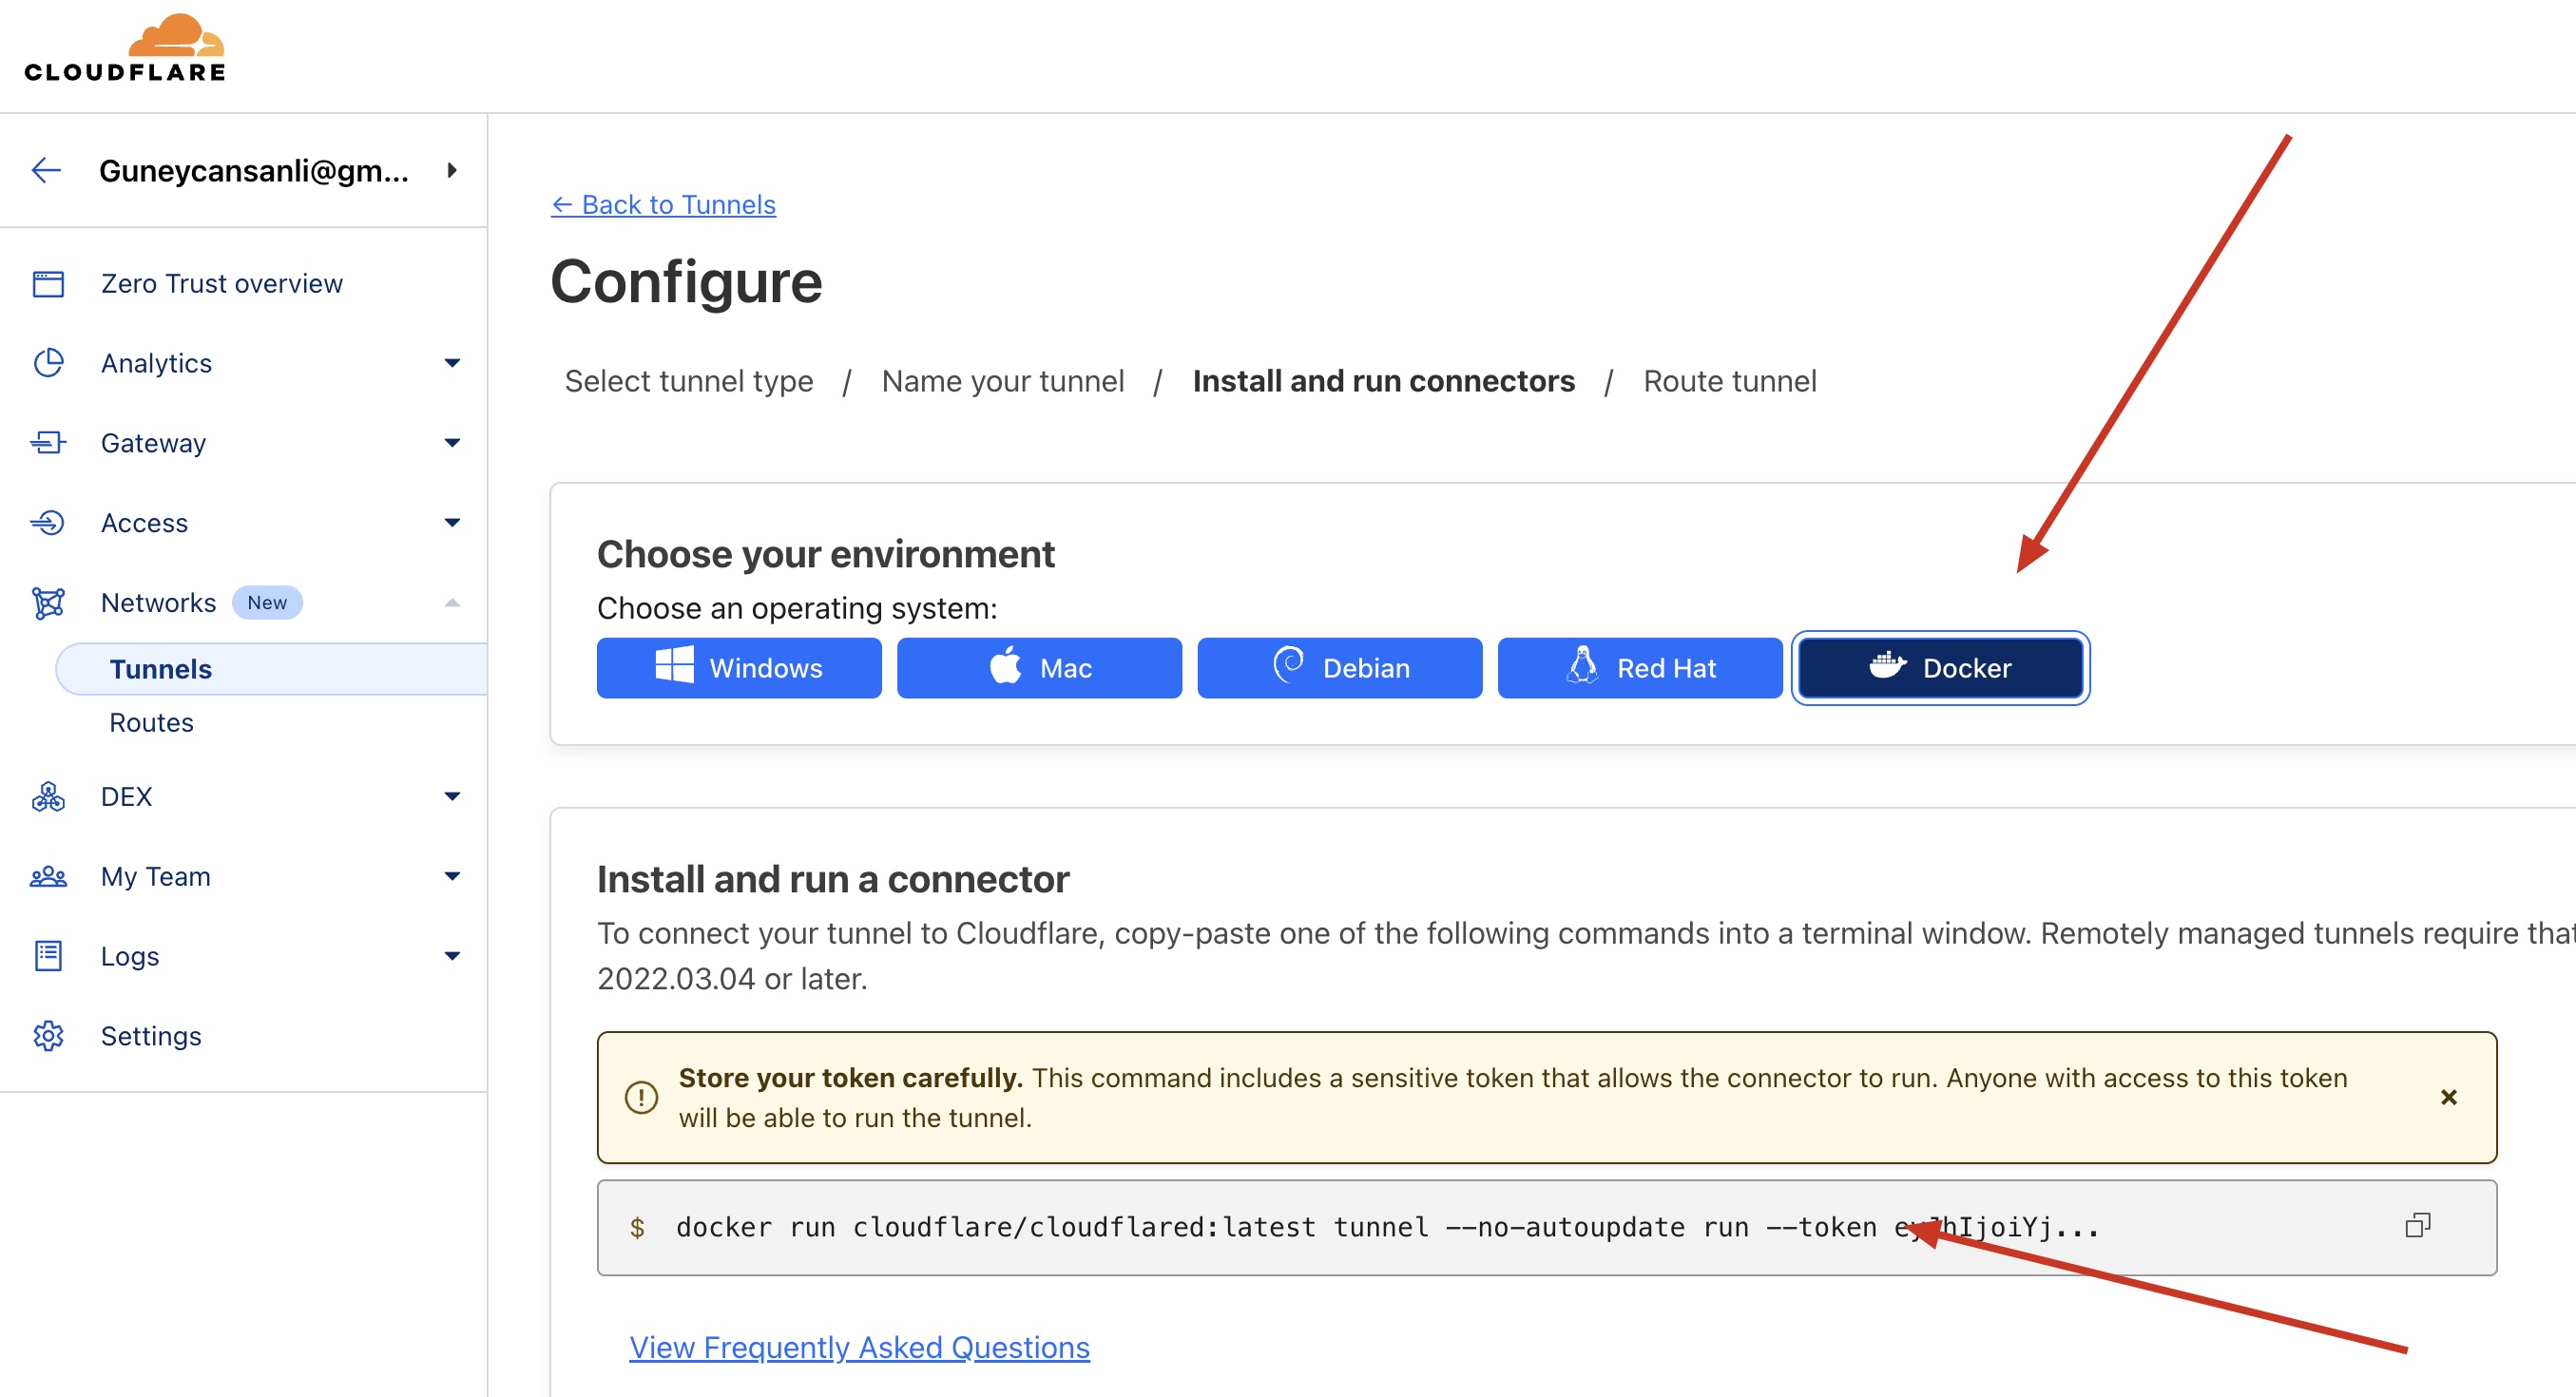 CLOUDFLARE
Guneycansanli@gm...
Zero Trust overview
Analytics
Gateway
Access
Networks New
Tunnels
Routes
DEX
My Team
Logs
Settings
← Back to Tunnels
Configure
Select tunnel type / Name your tunnel / Install and run connectors / Route tunnel
Choose your environment
Choose an operating system:
Windows Mac Debian Red Hat Docker
Install and run a connector
To connect your tunnel to Cloudflare, copy-paste one of the following commands into a terminal window. Remotely managed tunnels require that
2022.03.04 or later.
Store your token carefully. This command includes a sensitive token that allows the connector to run. Anyone with access to this token
will be able to run the tunnel.
$ docker run cloudflare/cloudflared:latest tunnel --no-autoupdate run --token
View Frequently Asked Questions